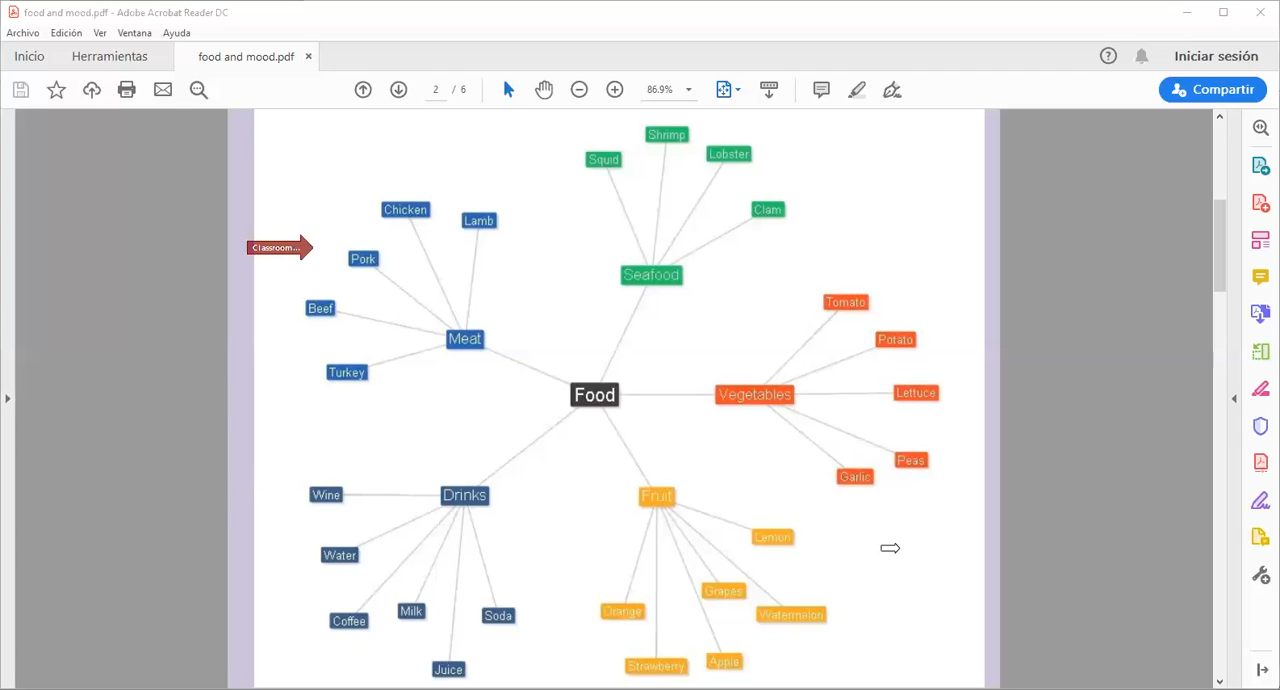 food and mood.pdf - Adobe Acrobat Reader DC
Archivo Edición Ver Ventana Ayuda
Inicio Herramientas food and mood.pdf × Iniciar sesión
2 / 6 86.9% Compartir
Shrimp
Squid
Lobster
Chicken
Lamb
Clam
Classroom...
Pork
Seafood
Beef
Tomato
Meat
Potato
Turkey
Food
Vegetables
Lettuce
Peas
Garlic
Wine
Drinks
Fruit
Lemon
Water
Grapes
Coffee
Milk
Soda
Orange
Watermelon
Juice
Strawberry
Apple